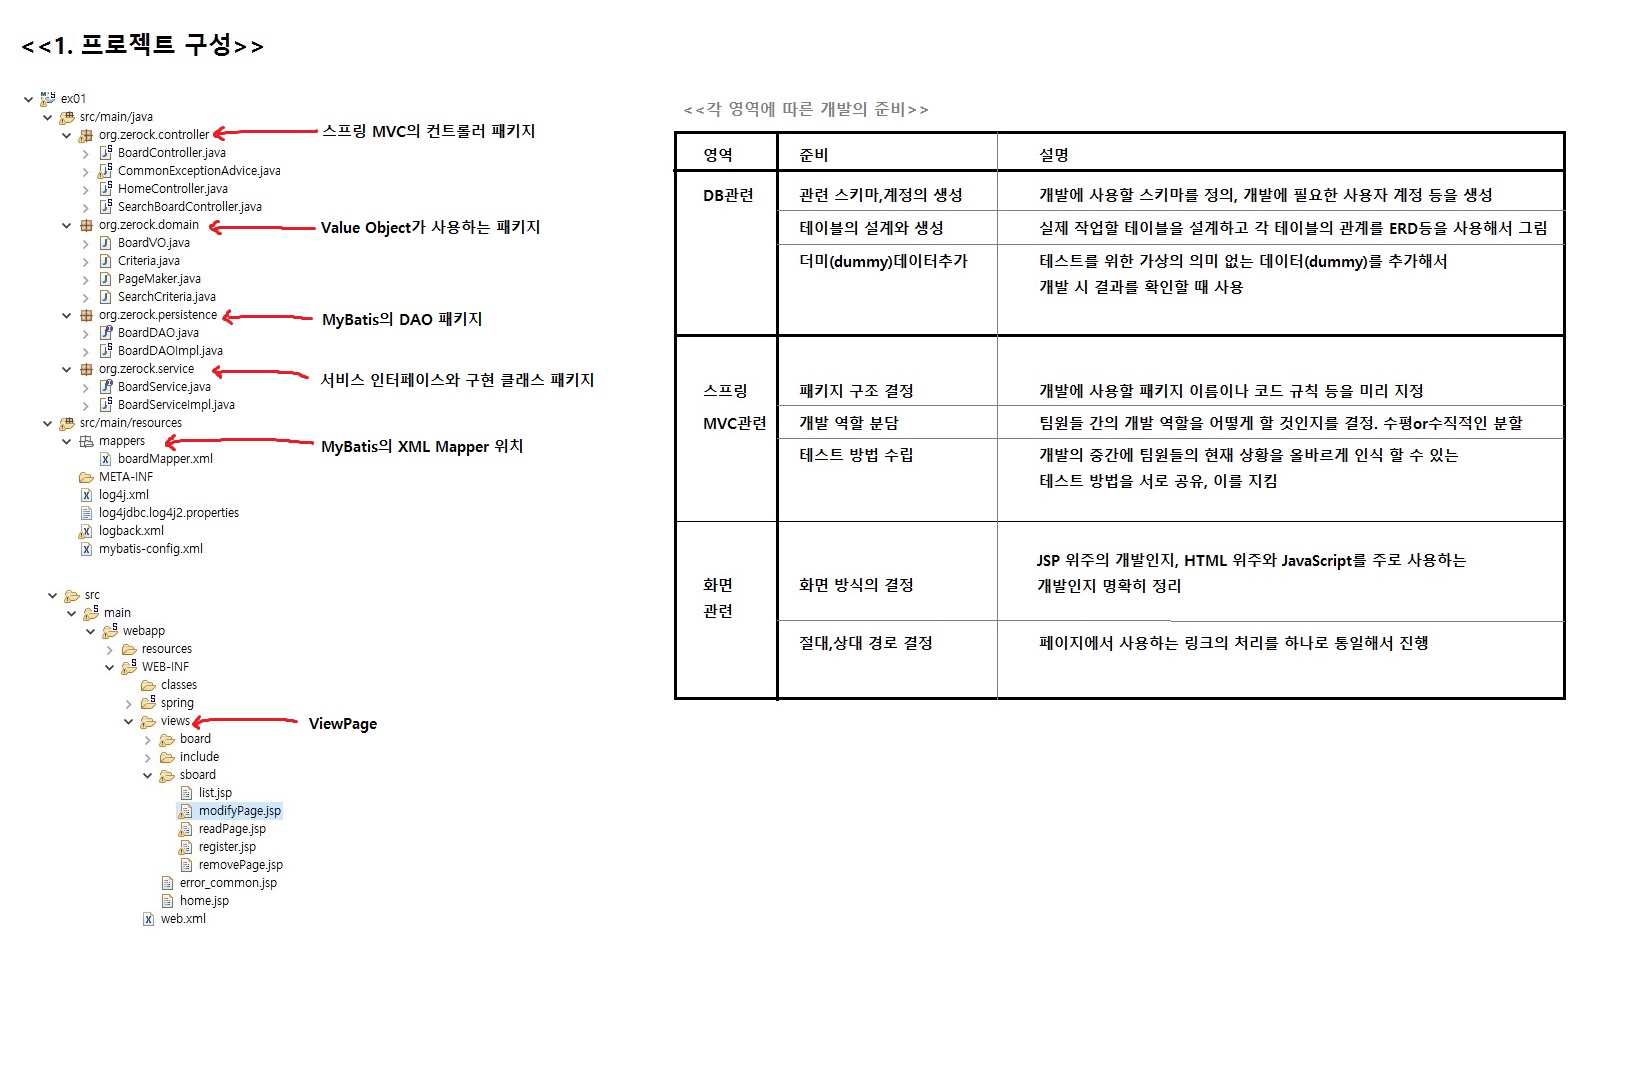 <<1. 프로젝트 구성>>
ex01
src/main/java
org.zerock.controller
스프링 MVC의 컨트롤러 패키지
BoardController.java
CommonExceptionAdvice.java
HomeController.java
SearchBoardController.java
org.zerock.domain
Value Object가 사용하는 패키지
BoardVO.java
Criteria.java
PageMaker.java
SearchCriteria.java
org.zerock.persistence
MyBatis의 DAO 패키지
BoardDAO.java
BoardDAOImpl.java
org.zerock.service
서비스 인터페이스와 구현 클래스 패키지
BoardService.java
BoardServiceImpl.java
src/main/resources
mappers
MyBatis의 XML Mapper 위치
boardMapper.xml
META-INF
log4j.xml
log4jdbc.log4j2.properties
logback.xml
mybatis-config.xml
src
main
webapp
resources
WEB-INF
classes
spring
views
ViewPage
board
include
sboard
list.jsp
modifyPage.jsp
readPage.jsp
register.jsp
removePage.jsp
error_common.jsp
home.jsp
web.xml
<<각 영역에 따른 개발의 준비>>
영역 준비 설명
DB관련 관련 스키마,계정의 생성 개발에 사용할 스키마를 정의, 개발에 필요한 사용자 계정 등을 생성
테이블의 설계와 생성 실제 작업할 테이블을 설계하고 각 테이블의 관계를 ERD등을 사용해서 그림
더미(dummy)데이터추가 테스트를 위한 가상의 의미 없는 데이터(dummy)를 추가해서
개발 시 결과를 확인할 때 사용
스프링 패키지 구조 결정 개발에 사용할 패키지 이름이나 코드 규칙 등을 미리 지정
MVC관련 개발 역할 분담 팀원들 간의 개발 역할을 어떻게 할 것인지를 결정. 수평or수직적인 분할
테스트 방법 수립 개발의 중간에 팀원들의 현재 상황을 올바르게 인식 할 수 있는
테스트 방법을 서로 공유, 이를 지킴
JSP 위주의 개발인지, HTML 위주와 JavaScript를 주로 사용하는
화면 화면 방식의 결정 개발인지 명확히 정리
관련
절대,상대 경로 결정 페이지에서 사용하는 링크의 처리를 하나로 통일해서 진행